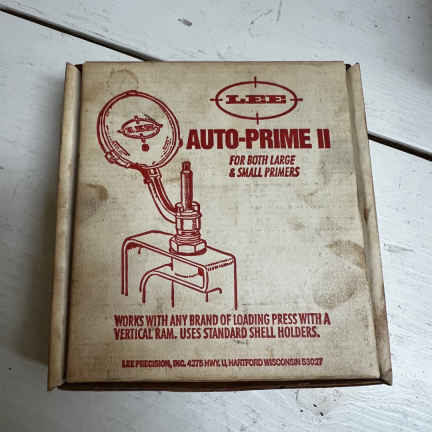 LEE
LEE
AUTO-PRIME II
FOR BOTH LARGE
& SMALL PRIMERS
WORKS WITH ANY BRAND OF LOADING PRESS WITH A
VERTICAL RAM. USES STANDARD SHELL HOLDERS.
LEE PRECISION, INC. 4275 HWY. U, HARTFORD WISCONSIN 53027